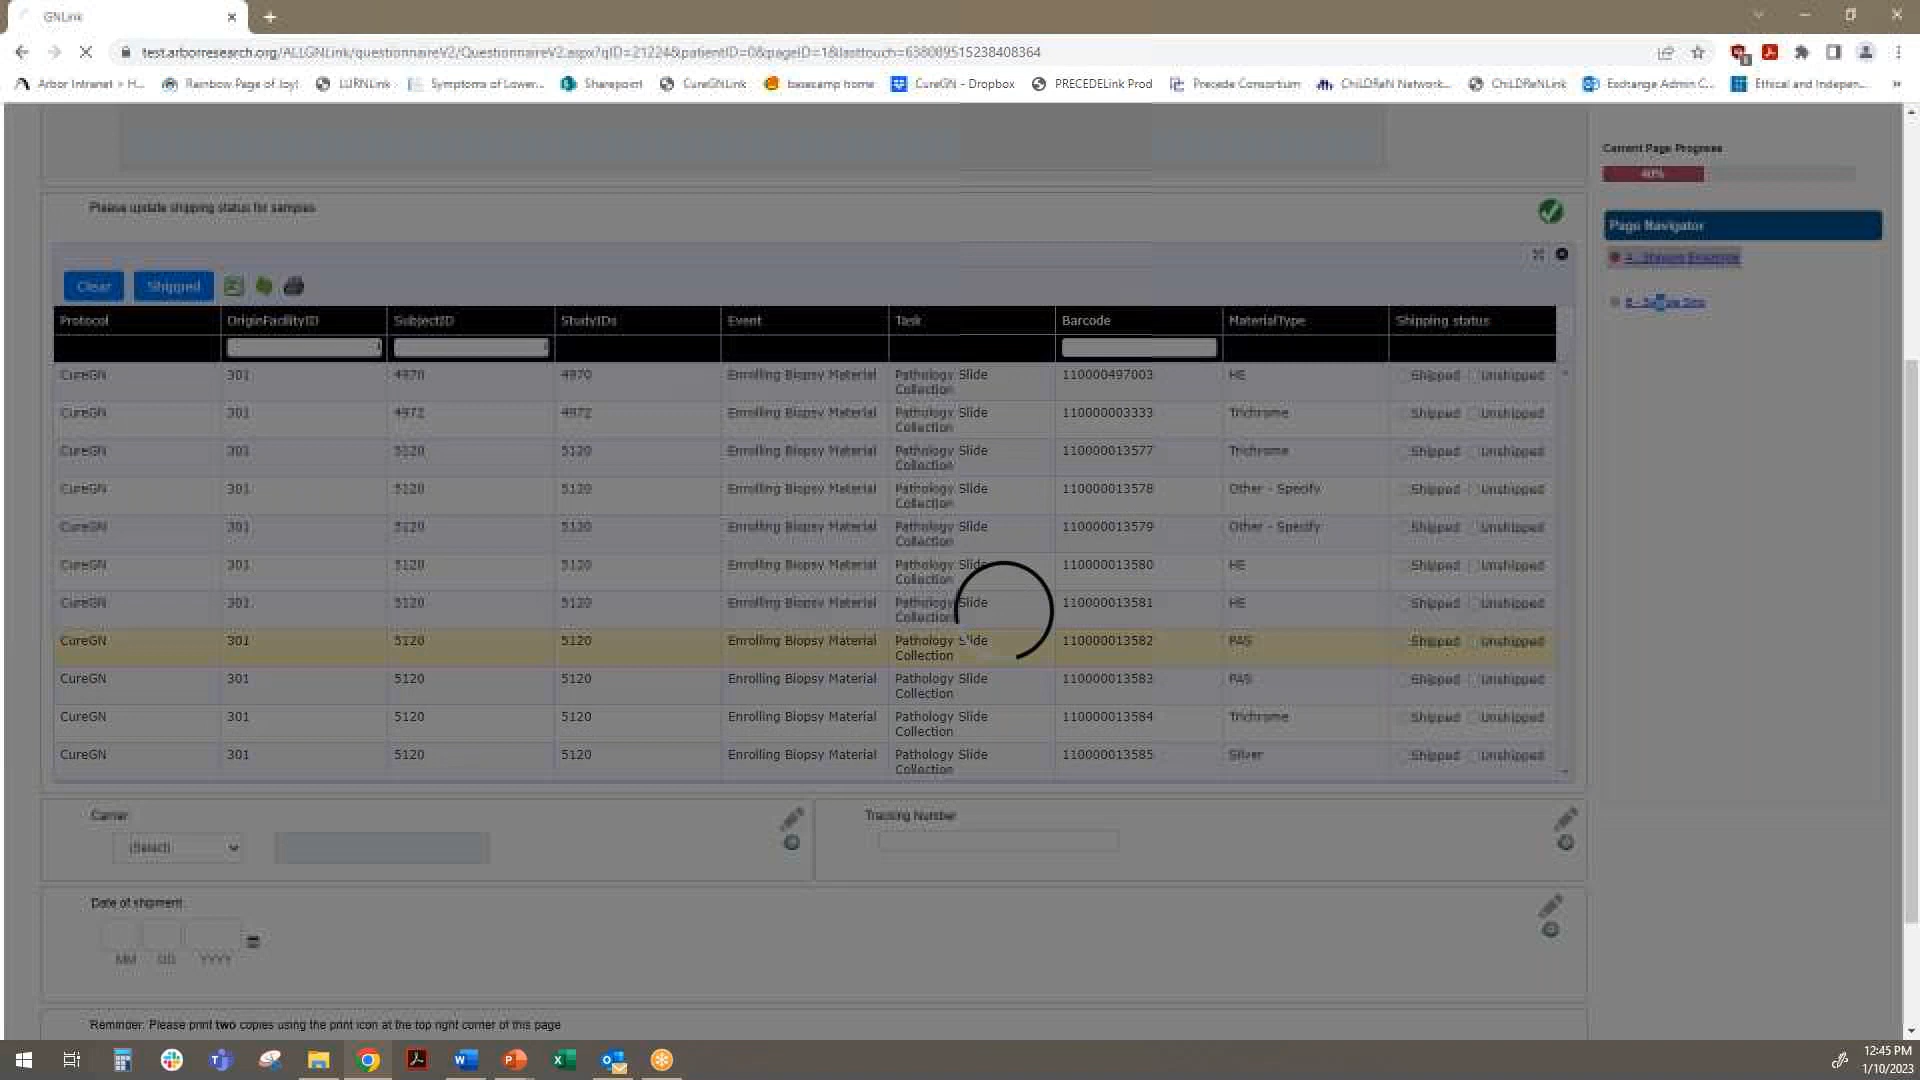 GNLink
test.arborresearch.org/ALLGNLink/questionnaireV2/QuestionnaireV2.aspx?qID=21224&patientID=0&pageID=1&lasttouch=638089515238408364
Arbor Intranet » H... Rainbow Page of Joy! LURNLink Symptoms of Lower... Sharepoint CureGNLink basecamp home CureGN - Dropbox PRECEDELink Prod Precede Consortium ChiLDReN Network... ChiLDReNLink Exchange Admin C... Ethical and Indepen...
Current Page Progress
40%
Please update shipping status for samples
Page Navigator
Clear Shipped
Protocol OriginFacilityID SubjectID StudyIDs Event Task Barcode MaterialType Shipping status
CureGN 301 4970 4970 Enrolling Biopsy Material Pathology Slide Collection 110000497003 HE Shipped Unshipped
CureGN 301 4972 4972 Enrolling Biopsy Material Pathology Slide Collection 110000003333 Trichrome Shipped Unshipped
CureGN 301 5120 5120 Enrolling Biopsy Material Pathology Slide Collection 110000013577 Trichrome Shipped Unshipped
CureGN 301 5120 5120 Enrolling Biopsy Material Pathology Slide Collection 110000013578 Other - Specify Shipped Unshipped
CureGN 301 5120 5120 Enrolling Biopsy Material Pathology Slide Collection 110000013579 Other - Specify Shipped Unshipped
CureGN 301 5120 5120 Enrolling Biopsy Material Pathology Slide Collection 110000013580 HE Shipped Unshipped
CureGN 301 5120 5120 Enrolling Biopsy Material Pathology Slide Collection 110000013581 HE Shipped Unshipped
CureGN 301 5120 5120 Enrolling Biopsy Material Pathology Slide Collection 110000013582 PAS Shipped Unshipped
CureGN 301 5120 5120 Enrolling Biopsy Material Pathology Slide Collection 110000013583 PAS Shipped Unshipped
CureGN 301 5120 5120 Enrolling Biopsy Material Pathology Slide Collection 110000013584 Trichrome Shipped Unshipped
CureGN 301 5120 5120 Enrolling Biopsy Material Pathology Slide Collection 110000013585 Silver Shipped Unshipped
Carrier
(Select)
Tracking Number
Date of shipment:
MM DD YYYY
Reminder: Please print two copies using the print icon at the top right corner of this page
12:45 PM
1/10/2023